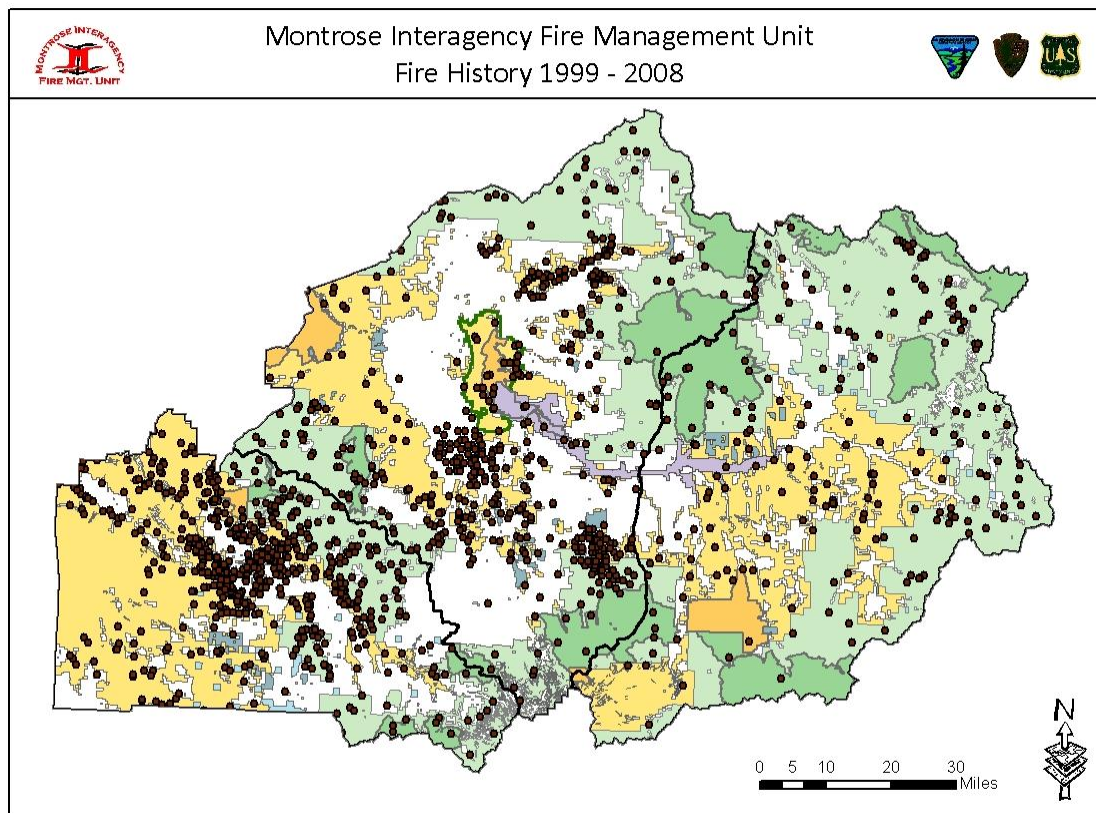 MONTROSE INTERAGENCY
FIRE MGT. UNIT
Montrose Interagency Fire Management Unit
Fire History 1999 - 2008
U S
N
0 5 10 20 30
Miles